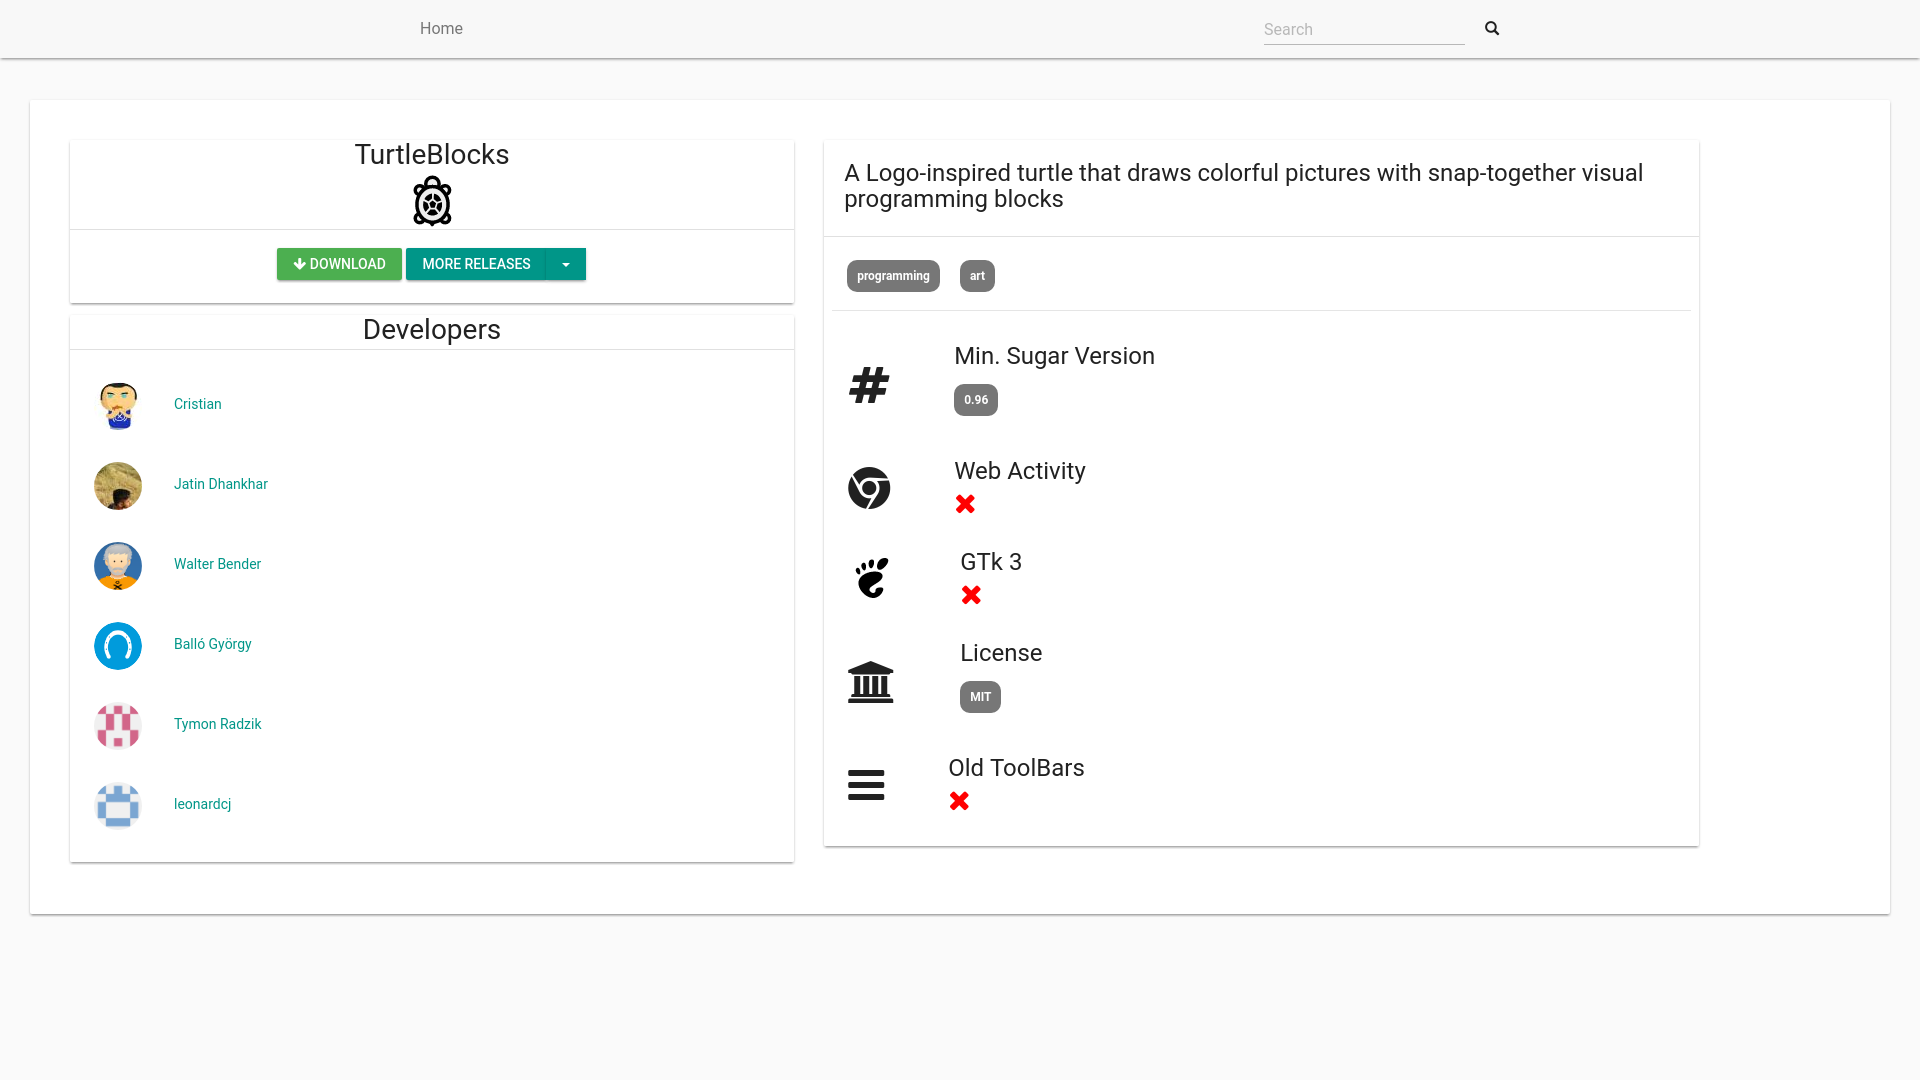 Home
Search
TurtleBlocks
DOWNLOAD
MORE RELEASES
Developers
Cristian
Jatin Dhankhar
Walter Bender
Balló György
Tymon Radzik
leonardcj
A Logo-inspired turtle that draws colorful pictures with snap-together visual
programming blocks
programming
art
Min. Sugar Version
0.96
Web Activity
GTk 3
License
MIT
Old ToolBars